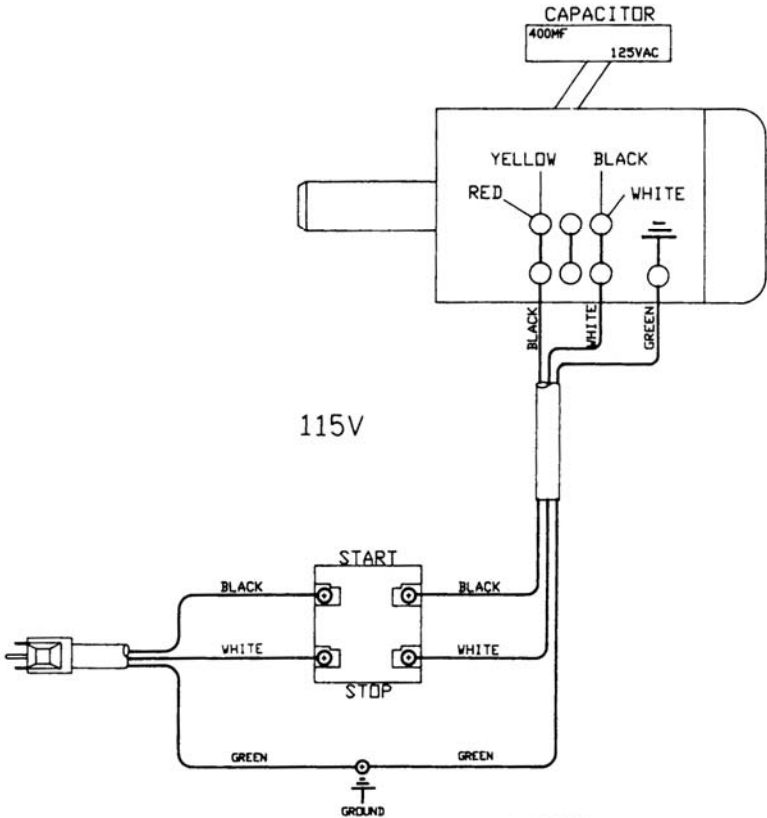 CAPACITOR
400MF
125VAC
YELLOW BLACK
RED WHITE
BLACK
WHITE
GREEN
115V
START
BLACK BLACK
WHITE WHITE
STOP
GREEN GREEN
GROUND